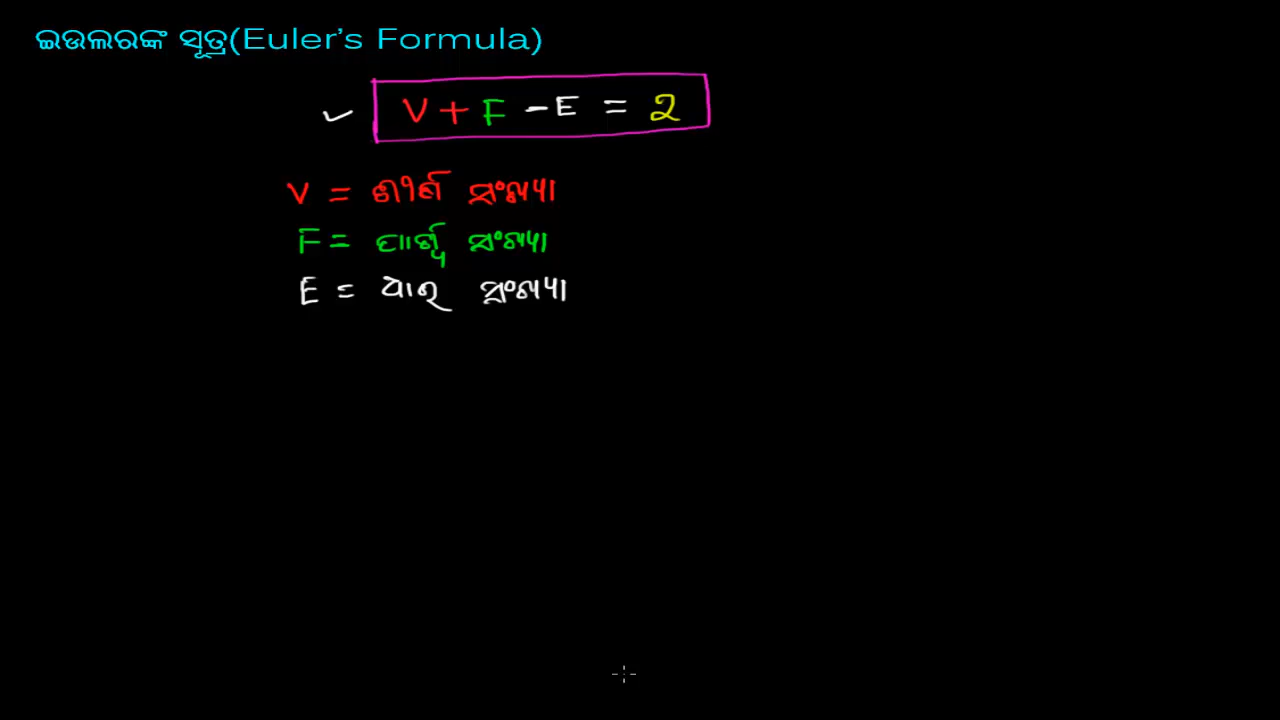 ଇଉଲରଙ୍କ ସୂତ୍ର(Euler's Formula)
V + F - E = 2
V = ଶୀର୍ଷ ସଂଖ୍ୟା
F = ପାର୍ଶ୍ୱ ସଂଖ୍ୟା
E = ଧାର ସଂଖ୍ୟା